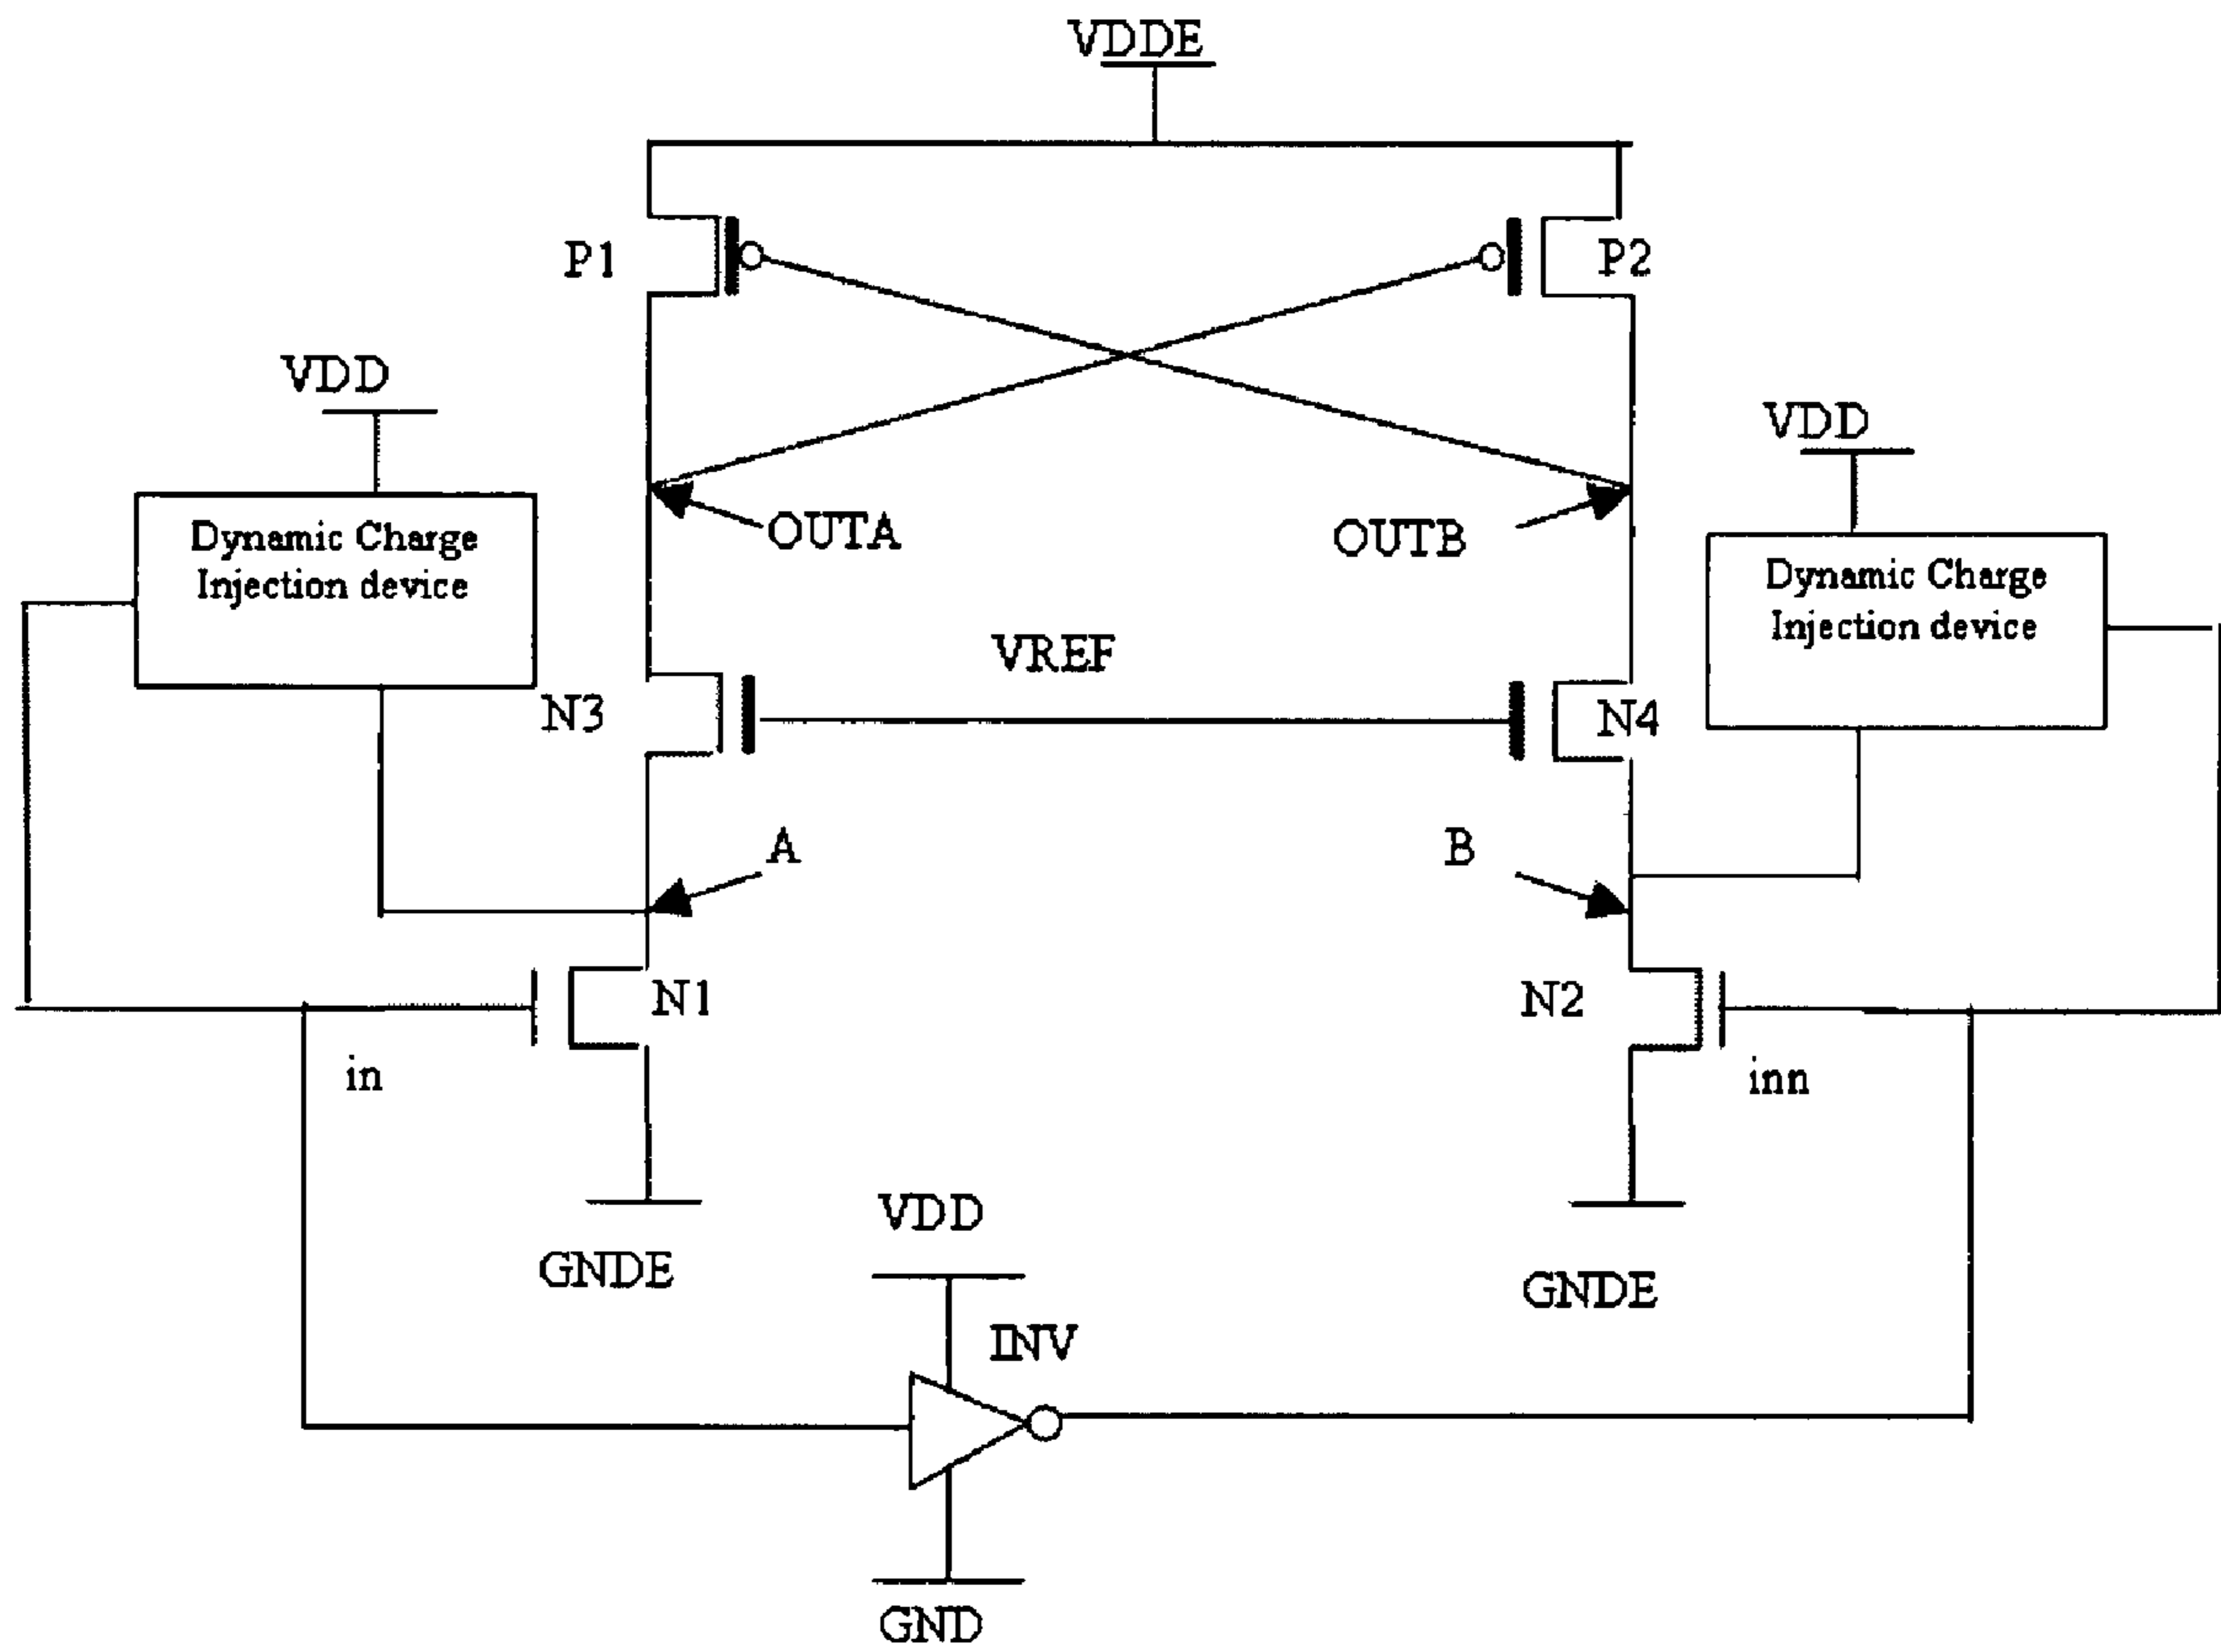 VDDE
P1
P2
VDD
VDD
Dynamic Charge
Injection device
OUTA
OUTB
Dynamic Charge
Injection device
VREF
N3
N4
A
B
N1
N2
in
inn
VDD
GNDE
GNDE
INV
GND